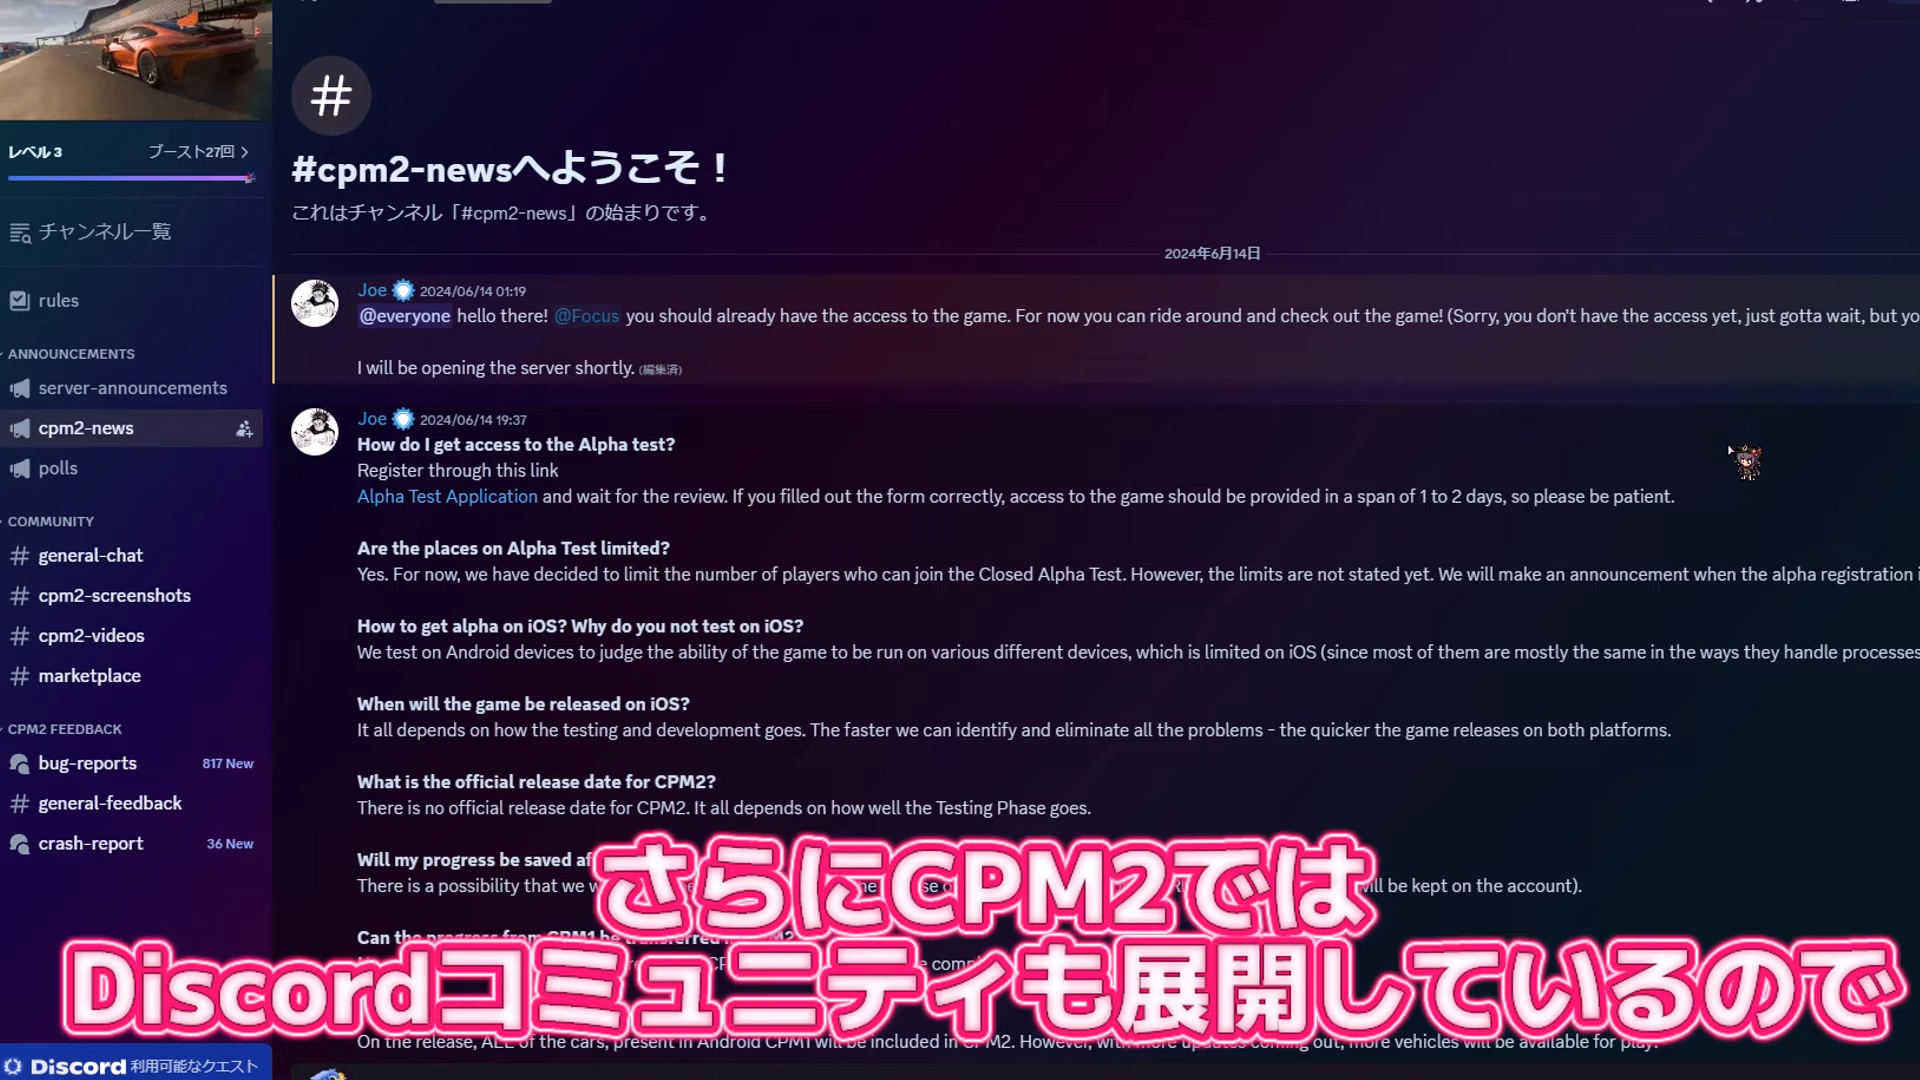 レベル 3
ブースト27回
チャンネル一覧
rules
ANNOUNCEMENTS
server-announcements
cpm2-news
polls
COMMUNITY
general-chat
cpm2-screenshots
cpm2-videos
marketplace
CPM2 FEEDBACK
bug-reports 817 New
general-feedback
crash-report 36 New
Discord 利用可能なクエスト
#cpm2-newsへようこそ！
これはチャンネル「#cpm2-news」の始まりです。
2024年6月14日
Joe 2024/06/14 01:19
@everyone hello there! @Focus you should already have the access to the game. For now you can ride around and check out the game! (Sorry, you don't have the access yet, just gotta wait, but yo
I will be opening the server shortly. (編集済)
Joe 2024/06/14 19:37
How do I get access to the Alpha test?
Register through this link
Alpha Test Application and wait for the review. If you filled out the form correctly, access to the game should be provided in a span of 1 to 2 days, so please be patient.
Are the places on Alpha Test limited?
Yes. For now, we have decided to limit the number of players who can join the Closed Alpha Test. However, the limits are not stated yet. We will make an announcement when the alpha registration i
How to get alpha on iOS? Why do you not test on iOS?
We test on Android devices to judge the ability of the game to be run on various different devices, which is limited on iOS (since most of them are mostly the same in the ways they handle processes
When will the game be released on iOS?
It all depends on how the testing and development goes. The faster we can identify and eliminate all the problems - the quicker the game releases on both platforms.
What is the official release date for CPM2?
There is no official release date for CPM2. It all depends on how well the Testing Phase goes.
Will my progress be saved af
There is a possibility that we w will be kept on the account).
Can the progress from CPM1 be transferred
On the release, ALL of the cars, present in Android CPM1 will be included in CPM2. However, with more updates coming out, more vehicles will be available for play.
さらにCPM2では
Discordコミュニティも展開しているので